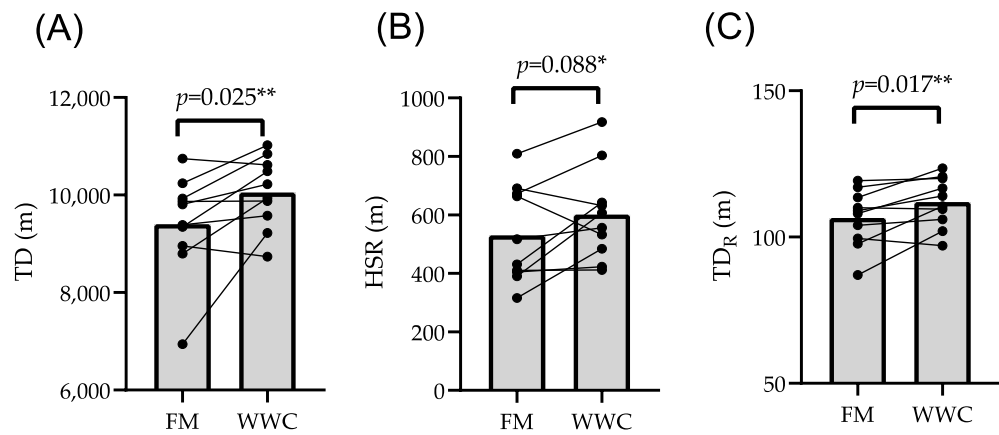 (A)
p=0.025**
TD (m)
12,000
10,000
8,000
6,000
FM WWC
(B)
p=0.088*
HSR (m)
1000
800
600
400
200
0
FM WWC
(C)
p=0.017**
TDR (m)
150
100
50
FM WWC